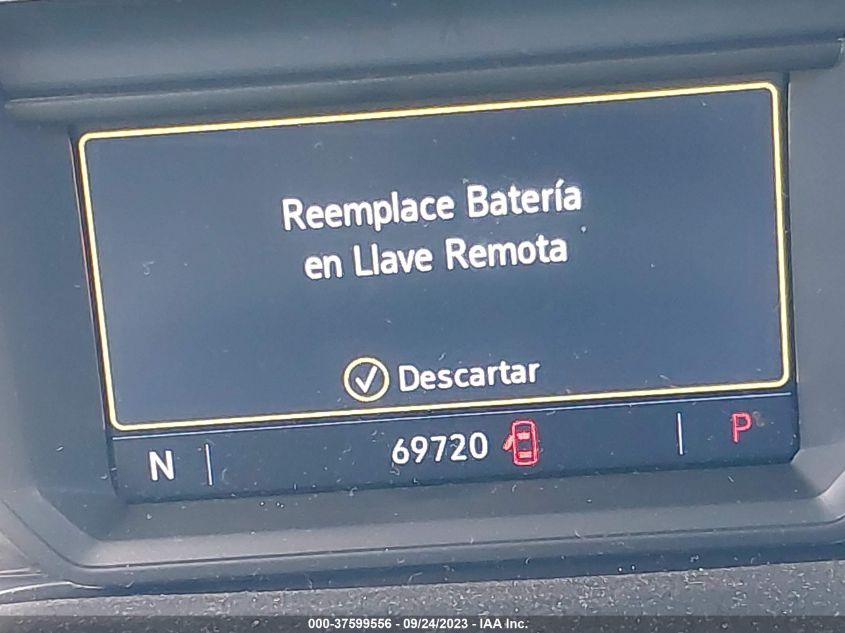 Reemplace Batería
en Llave Remota
Descartar
N
69720
P
000-37599556 - 09/24/2023 - IAA Inc.